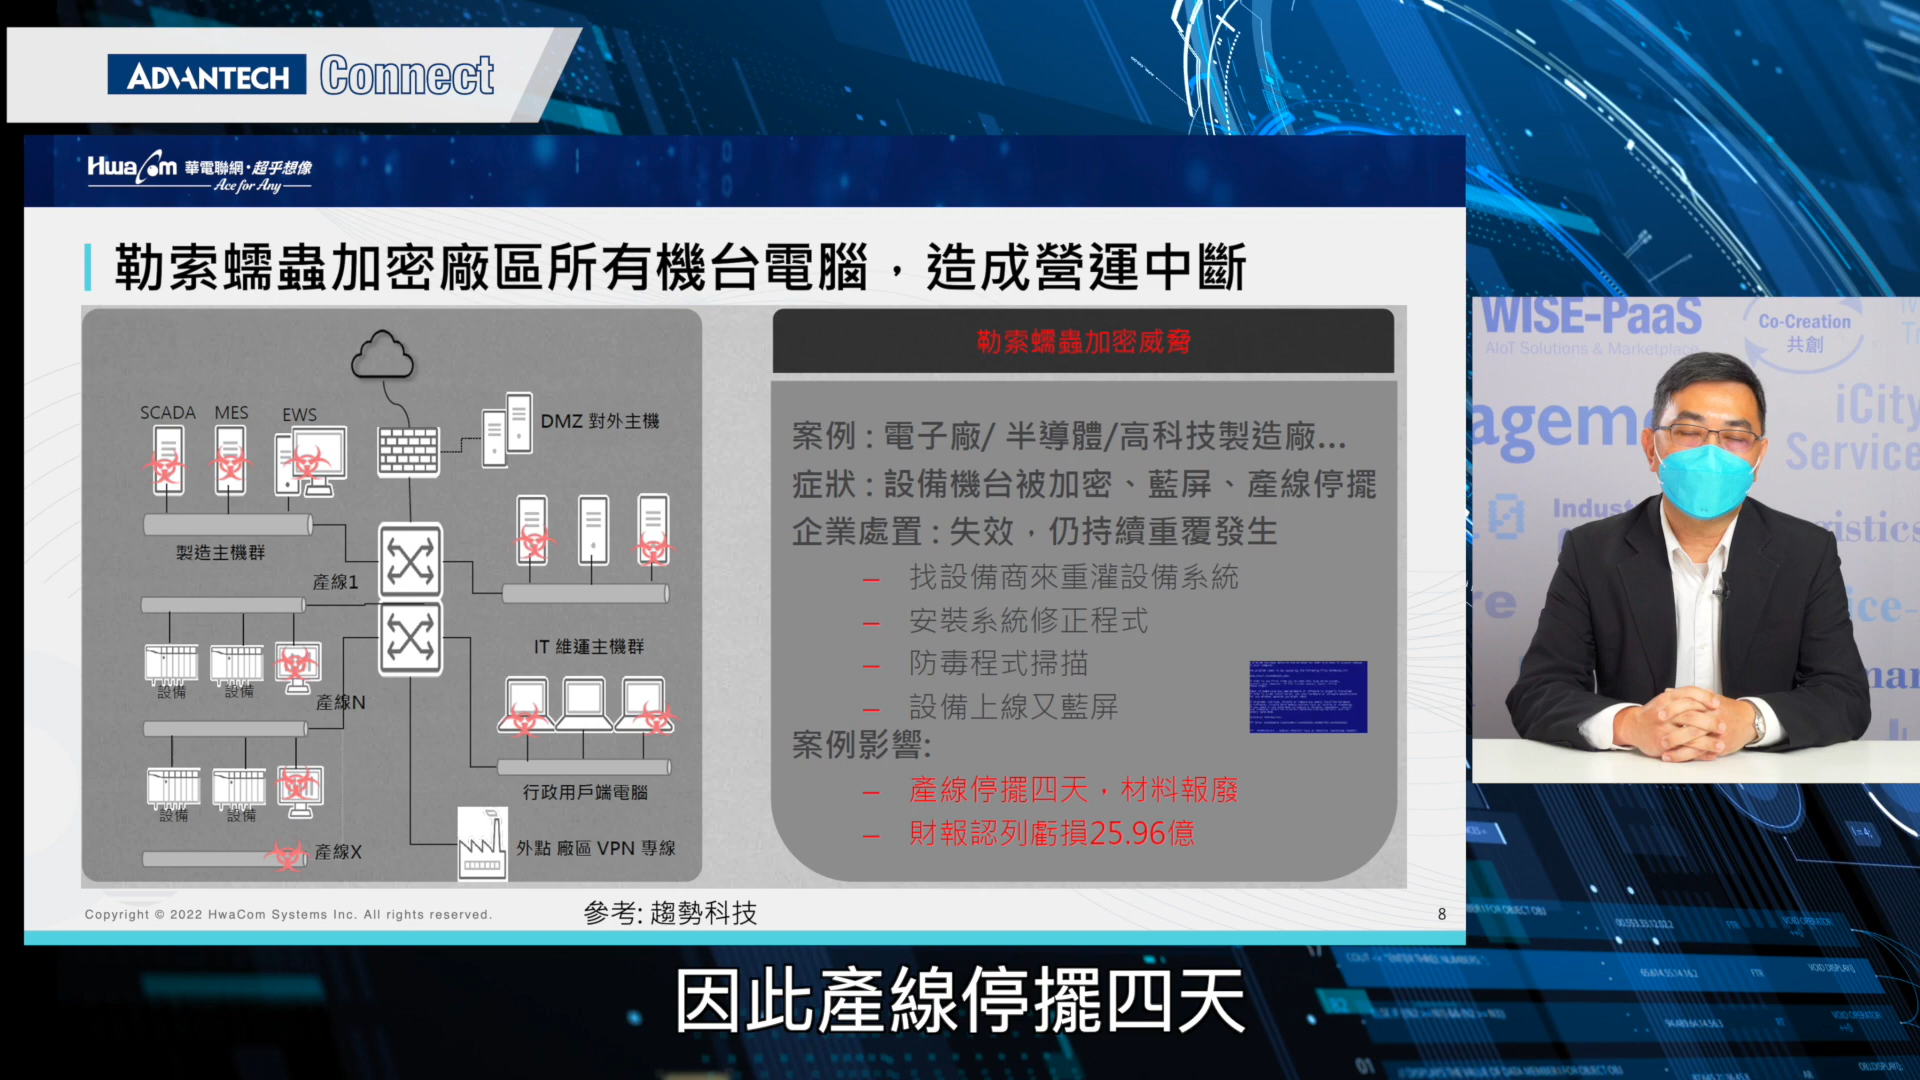 ADVANTECH Connect
HwaCom 華電聯網・超乎想像
Ace for Any
勒索蠕蟲加密廠區所有機台電腦，造成營運中斷
SCADA
MES
EWS
DMZ 對外主機
製造主機群
產線1
IT 維運主機群
設備
設備
產線N
行政用戶端電腦
設備
設備
產線X
外點 廠區 VPN 專線
勒索蠕蟲加密威脅
案例 : 電子廠/ 半導體/高科技製造廠...
症狀 : 設備機台被加密、藍屏、產線停擺
企業處置 : 失效，仍持續重覆發生
– 找設備商來重灌設備系統
– 安裝系統修正程式
– 防毒程式掃描
– 設備上線又藍屏
案例影響:
– 產線停擺四天，材料報廢
– 財報認列虧損25.96億
Copyright © 2022 HwaCom Systems Inc. All rights reserved.
參考: 趨勢科技
8
WISE-PaaS
AIoT Solutions & Marketplace
Co-Creation
共創
iCity
Service
因此產線停擺四天